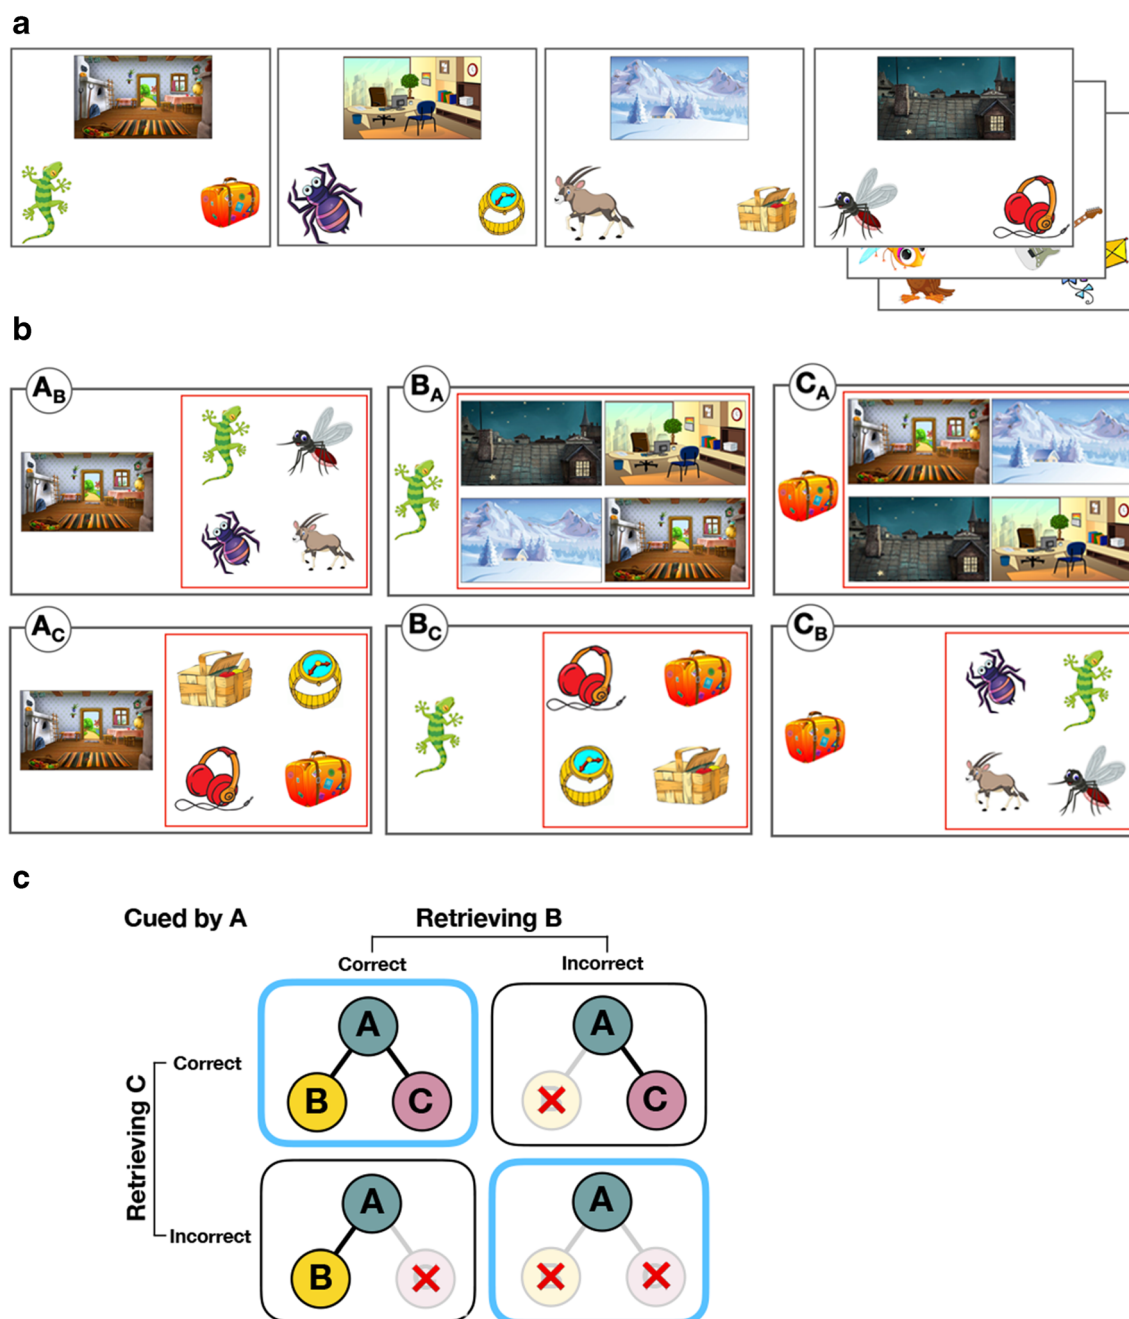 a
b
AB
BA
CA
AC
BC
CB
c
Cued by A
Retrieving B
Correct
Incorrect
Retrieving C
Correct
Incorrect
A
B
C
A
C
A
B
A